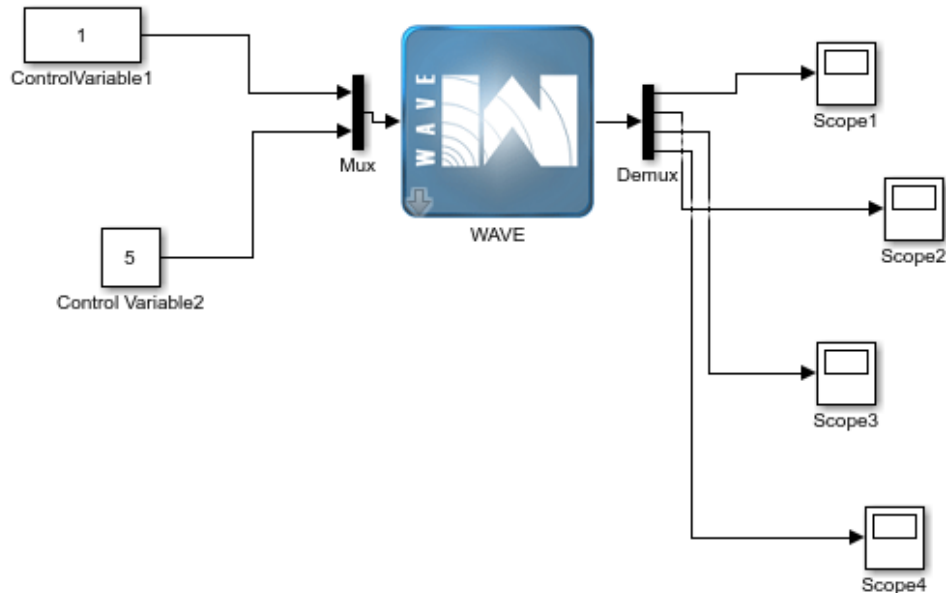 1
ControlVariable1
5
Control Variable2
Mux
WAVE
WAVE
Demux
Scope1
Scope2
Scope3
Scope4